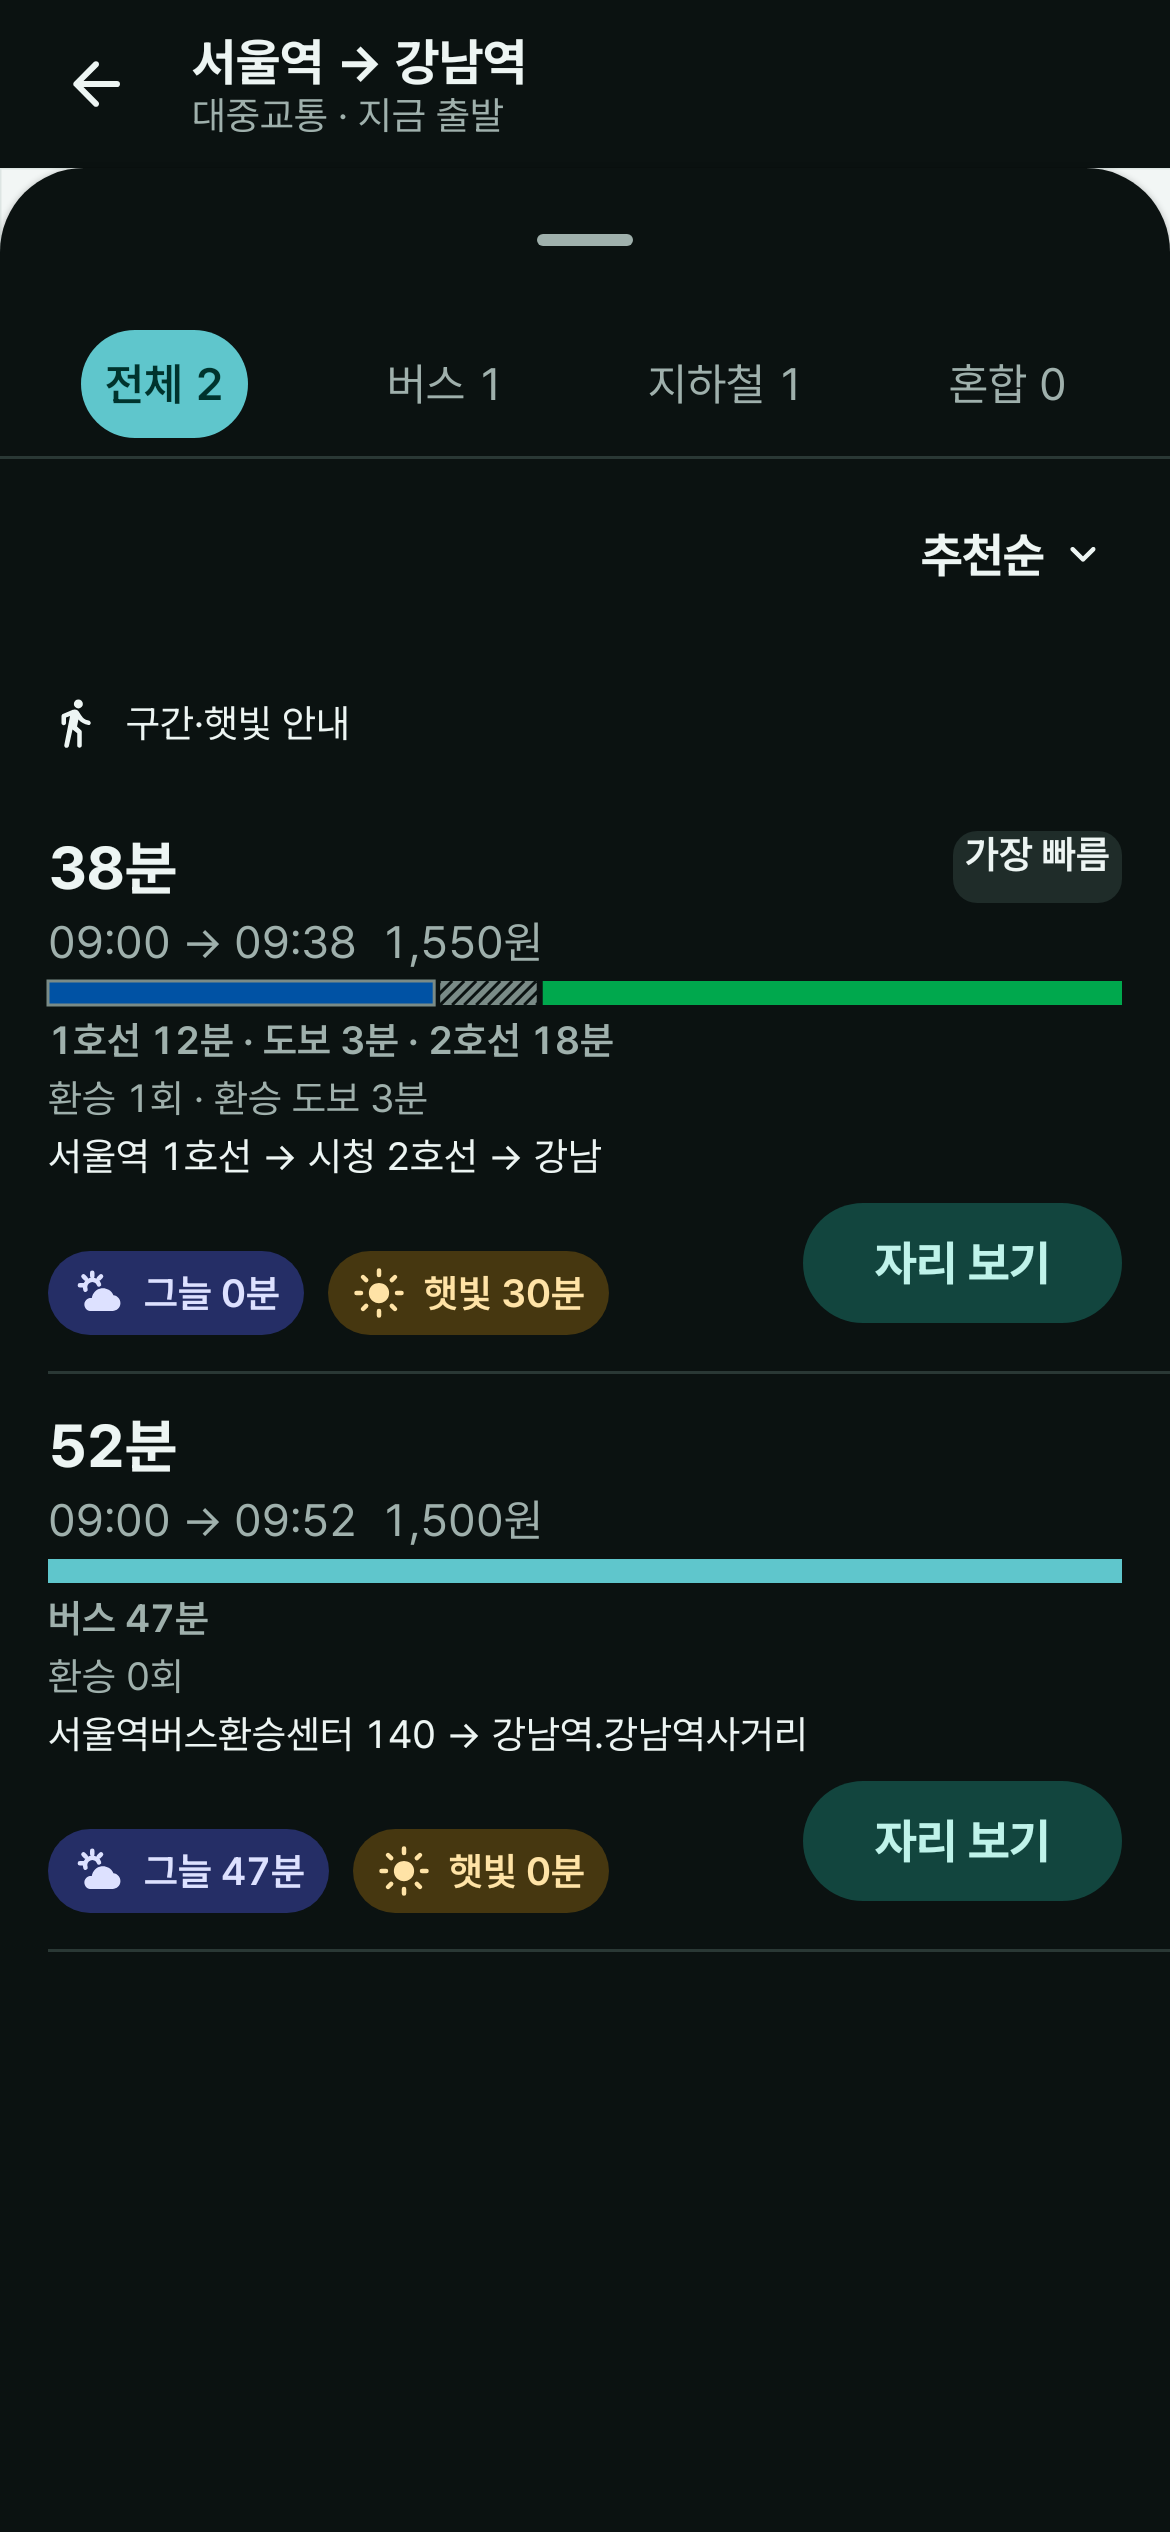 서울역 → 강남역
대중교통 · 지금 출발
전체 2
버스 1
지하철 1
혼합 0
추천순
구간·햇빛 안내
38분
가장 빠름
09:00 → 09:38 1,550원
1호선 12분 · 도보 3분 · 2호선 18분
환승 1회 · 환승 도보 3분
서울역 1호선 → 시청 2호선 → 강남
그늘 0분
햇빛 30분
자리 보기
52분
09:00 → 09:52 1,500원
버스 47분
환승 0회
서울역버스환승센터 140 → 강남역.강남역사거리
그늘 47분
햇빛 0분
자리 보기